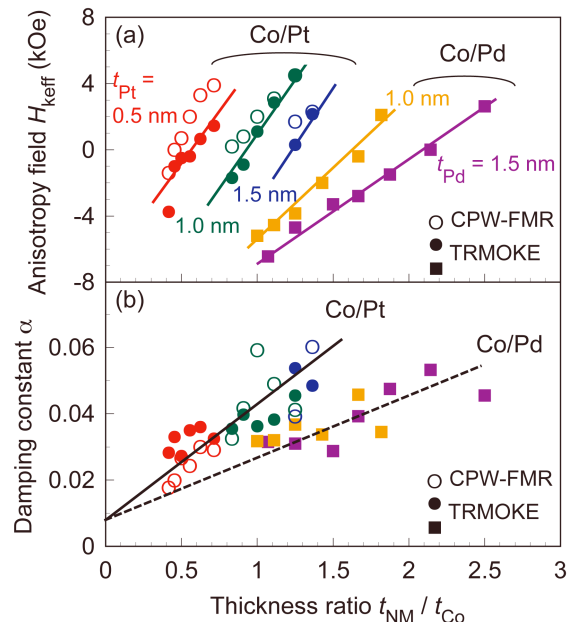 (a)
Co/Pt
Co/Pd
Anisotropy field H_keff (kOe)
8
4
0
-4
-8
t_Pt =
0.5 nm
1.0 nm
1.5 nm
1.0 nm
t_Pd = 1.5 nm
CPW-FMR
TRMOKE
(b)
Co/Pt
Co/Pd
Damping constant α
0.06
0.04
0.02
0
CPW-FMR
TRMOKE
0 0.5 1 1.5 2 2.5 3
Thickness ratio t_NM / t_Co